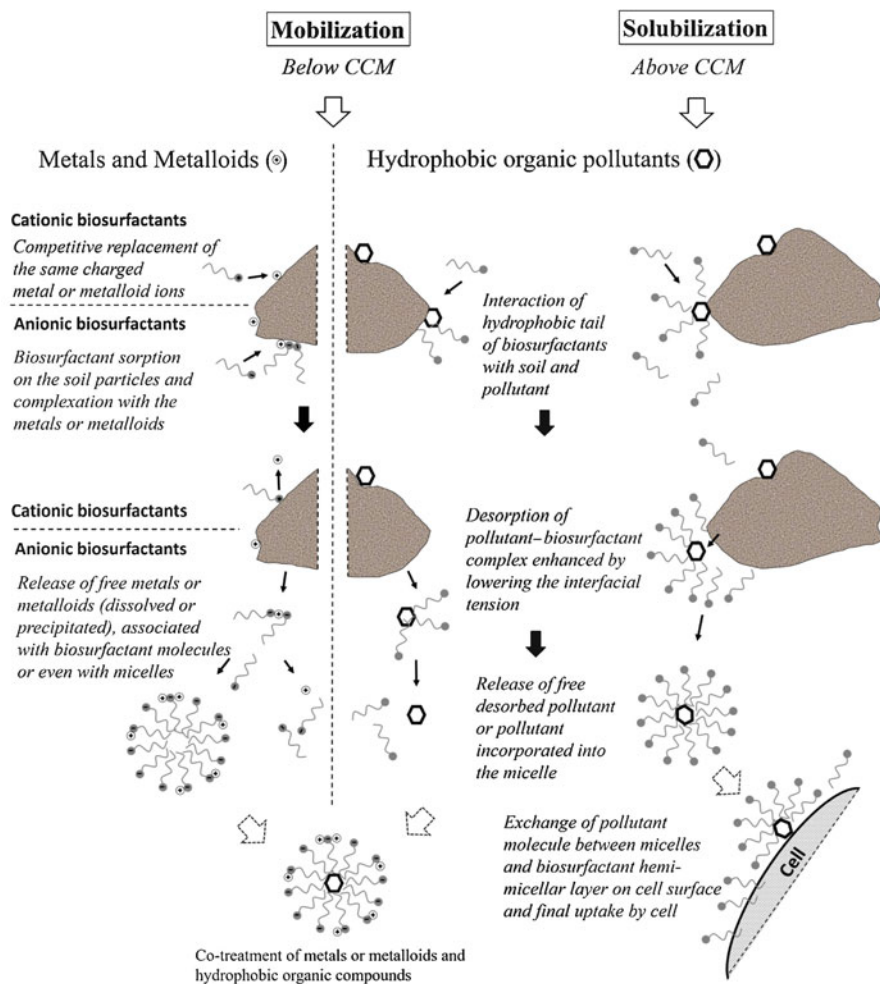 Mobilization
Below CCM
Solubilization
Above CCM
Metals and Metalloids (⊙)
Hydrophobic organic pollutants (⬡)
Cationic biosurfactants
Competitive replacement of
the same charged
metal or metalloid ions
Anionic biosurfactants
Biosurfactant sorption
on the soil particles and
complexation with the
metals or metalloids
Interaction of
hydrophobic tail
of biosurfactants
with soil and
pollutant
Cationic biosurfactants
Anionic biosurfactants
Release of free metals or
metalloids (dissolved or
precipitated), associated
with biosurfactant molecules
or even with micelles
Desorption of
pollutant–biosurfactant
complex enhanced by
lowering the interfacial
tension
Release of free
desorbed pollutant
or pollutant
incorporated into
the micelle
Exchange of pollutant
molecule between micelles
and biosurfactant hemi-
micellar layer on cell surface
and final uptake by cell
Cell
Co-treatment of metals or metalloids and
hydrophobic organic compounds